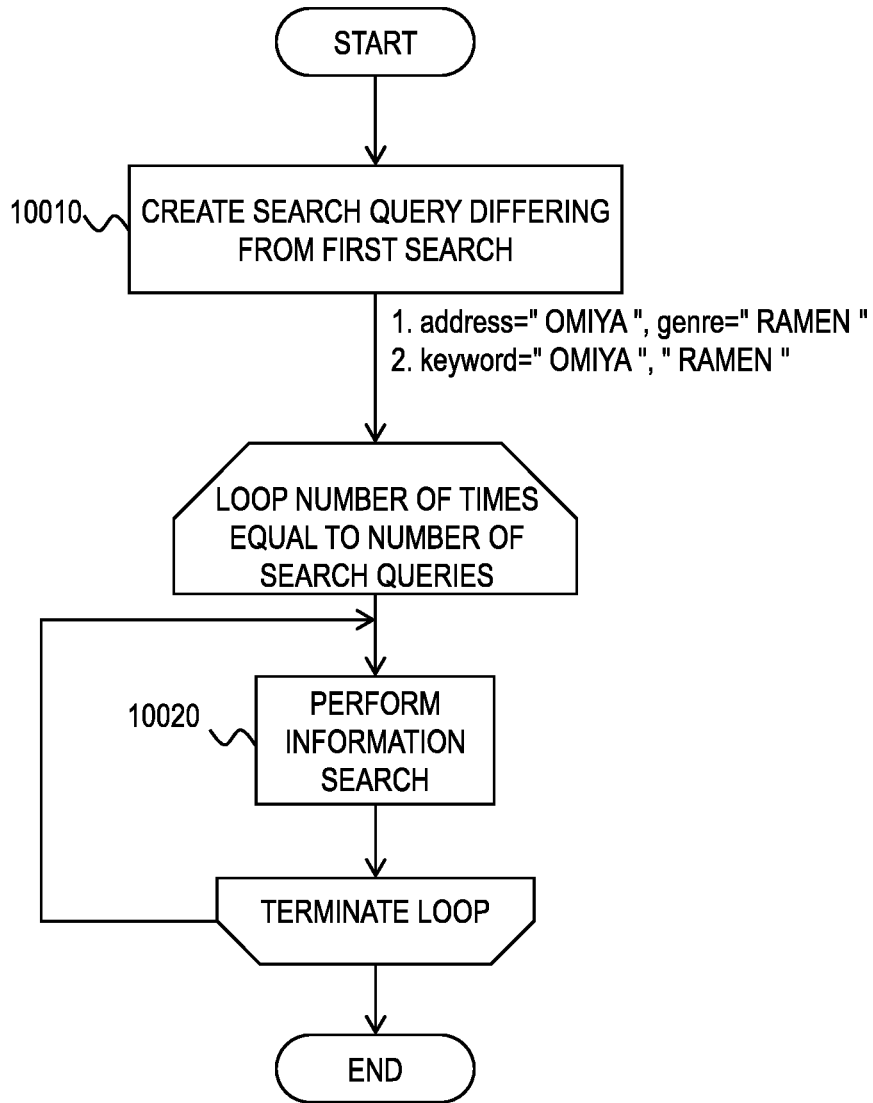 START
10010
CREATE SEARCH QUERY DIFFERING
FROM FIRST SEARCH
1. address=" OMIYA ", genre=" RAMEN "
2. keyword=" OMIYA ", " RAMEN "
LOOP NUMBER OF TIMES
EQUAL TO NUMBER OF
SEARCH QUERIES
10020
PERFORM
INFORMATION
SEARCH
TERMINATE LOOP
END